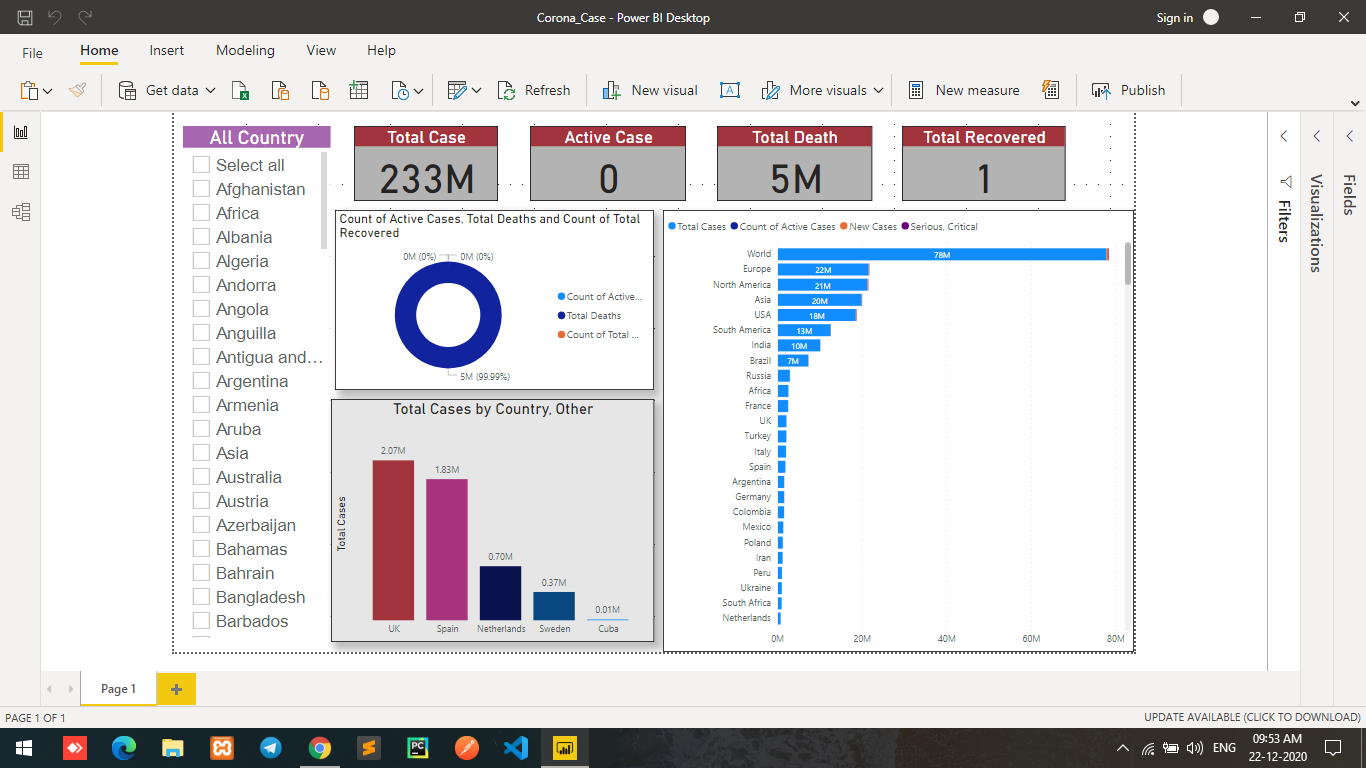 Corona_Case - Power BI Desktop
Sign in
File
Home
Insert
Modeling
View
Help
Get data
Refresh
New visual
More visuals
New measure
Publish
All Country
Select all
Afghanistan
Africa
Albania
Algeria
Andorra
Angola
Anguilla
Antigua and…
Argentina
Armenia
Aruba
Asia
Australia
Austria
Azerbaijan
Bahamas
Bahrain
Bangladesh
Barbados
Total Case
233M
Active Case
0
Total Death
5M
Total Recovered
1
Count of Active Cases, Total Deaths and Count of Total
Recovered
0M (0%)
0M (0%)
5M (99.99%)
Count of Active...
Total Deaths
Count of Total ...
Total Cases by Country, Other
Total Cases
2.07M
1.83M
0.70M
0.37M
0.01M
UK
Spain
Netherlands
Sweden
Cuba
Total Cases
Count of Active Cases
New Cases
Serious, Critical
World
78M
Europe
22M
North America
21M
Asia
20M
USA
18M
South America
13M
India
10M
Brazil
7M
Russia
Africa
France
UK
Turkey
Italy
Spain
Argentina
Germany
Colombia
Mexico
Poland
Iran
Peru
Ukraine
South Africa
Netherlands
0M
20M
40M
60M
80M
Filters
Visualizations
Fields
Page 1
PAGE 1 OF 1
UPDATE AVAILABLE (CLICK TO DOWNLOAD)
PC
ENG
09:53 AM
22-12-2020